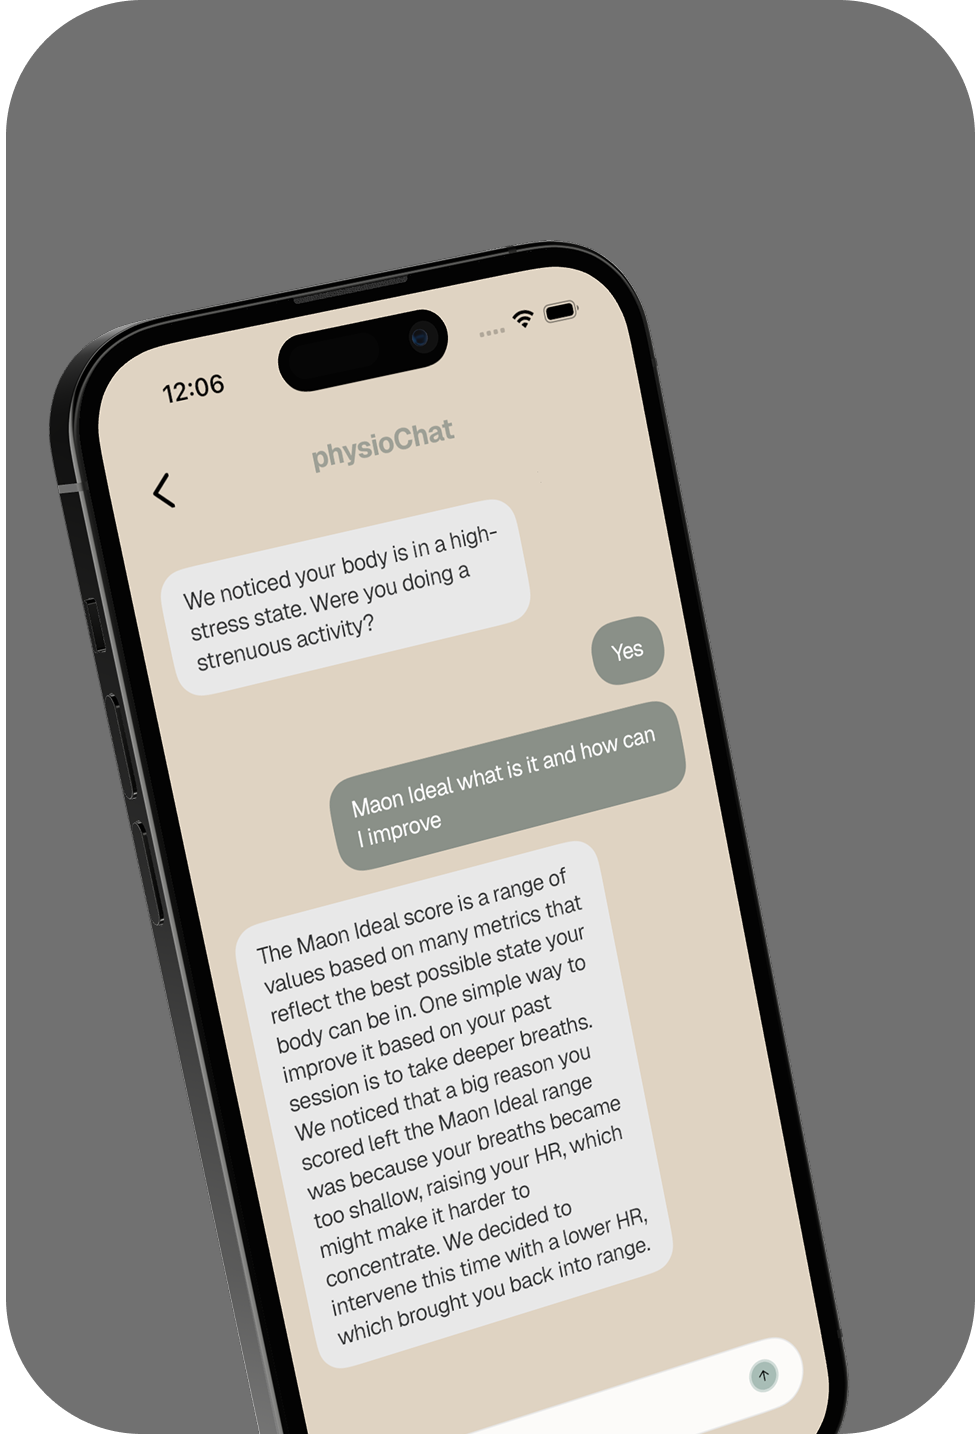 12:06
physioChat
We noticed your body is in a high-
stress state. Were you doing a
strenuous activity?
Yes
Maon Ideal what is it and how can
I improve
The Maon Ideal score is a range of
values based on many metrics that
reflect the best possible state your
body can be in. One simple way to
improve it based on your past
session is to take deeper breaths.
We noticed that a big reason you
scored left the Maon Ideal range
was because your breaths became
too shallow, raising your HR, which
might make it harder to
concentrate. We decided to
intervene this time with a lower HR,
which brought you back into range.